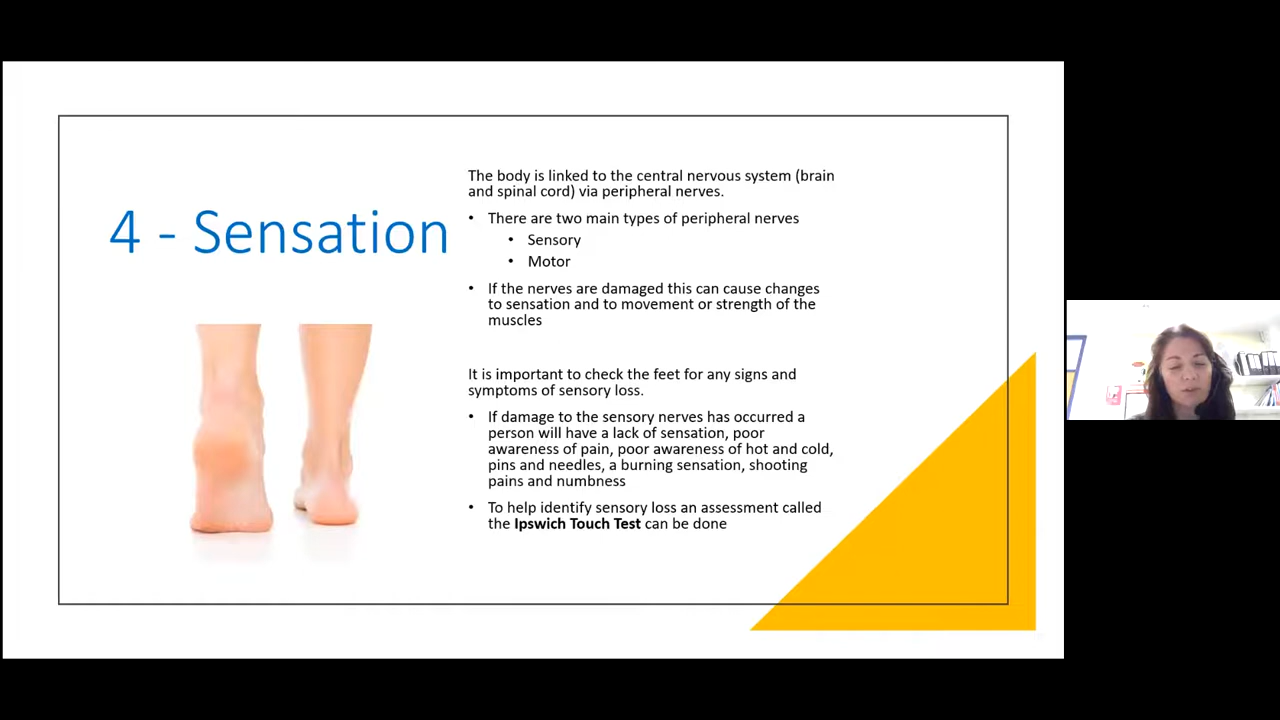 4 - Sensation
The body is linked to the central nervous system (brain
and spinal cord) via peripheral nerves.
• There are two main types of peripheral nerves
• Sensory
• Motor
• If the nerves are damaged this can cause changes
to sensation and to movement or strength of the
muscles
It is important to check the feet for any signs and
symptoms of sensory loss.
• If damage to the sensory nerves has occurred a
person will have a lack of sensation, poor
awareness of pain, poor awareness of hot and cold,
pins and needles, a burning sensation, shooting
pains and numbness
• To help identify sensory loss an assessment called
the Ipswich Touch Test can be done